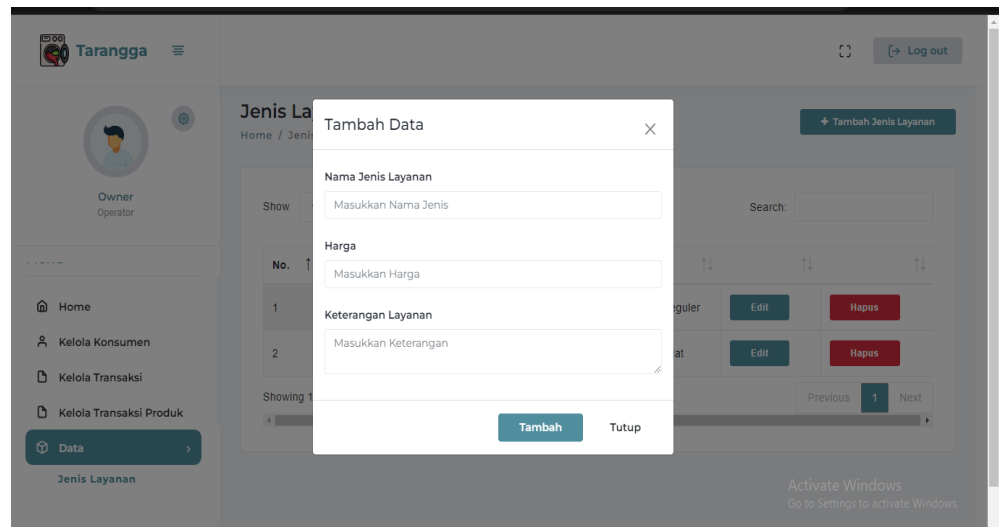 Tarangga
Log out
Jenis La
Home / Jenis
+ Tambah Jenis Layanan
Owner
Operator
Tambah Data
Nama Jenis Layanan
Masukkan Nama Jenis
Harga
Masukkan Harga
Keterangan Layanan
Masukkan Keterangan
Tambah
Tutup
Show
Search:
No.
1
eguler
Edit
Hapus
2
at
Edit
Hapus
Showing 1
Previous
1
Next
Home
Kelola Konsumen
Kelola Transaksi
Kelola Transaksi Produk
Data
Jenis Layanan
Activate Windows
Go to Settings to activate Windows.